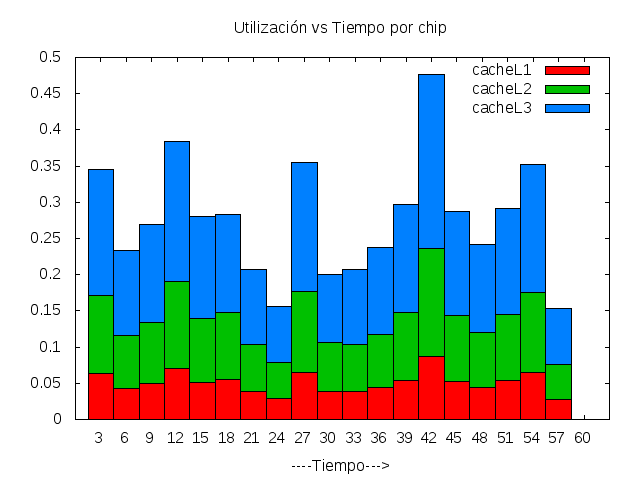 Utilización vs Tiempo por chip
0.5
0.45
0.4
0.35
0.3
0.25
0.2
0.15
0.1
0.05
0
cacheL1
cacheL2
cacheL3
3 6 9 12 15 18 21 24 27 30 33 36 39 42 45 48 51 54 57 60
----Tiempo--->